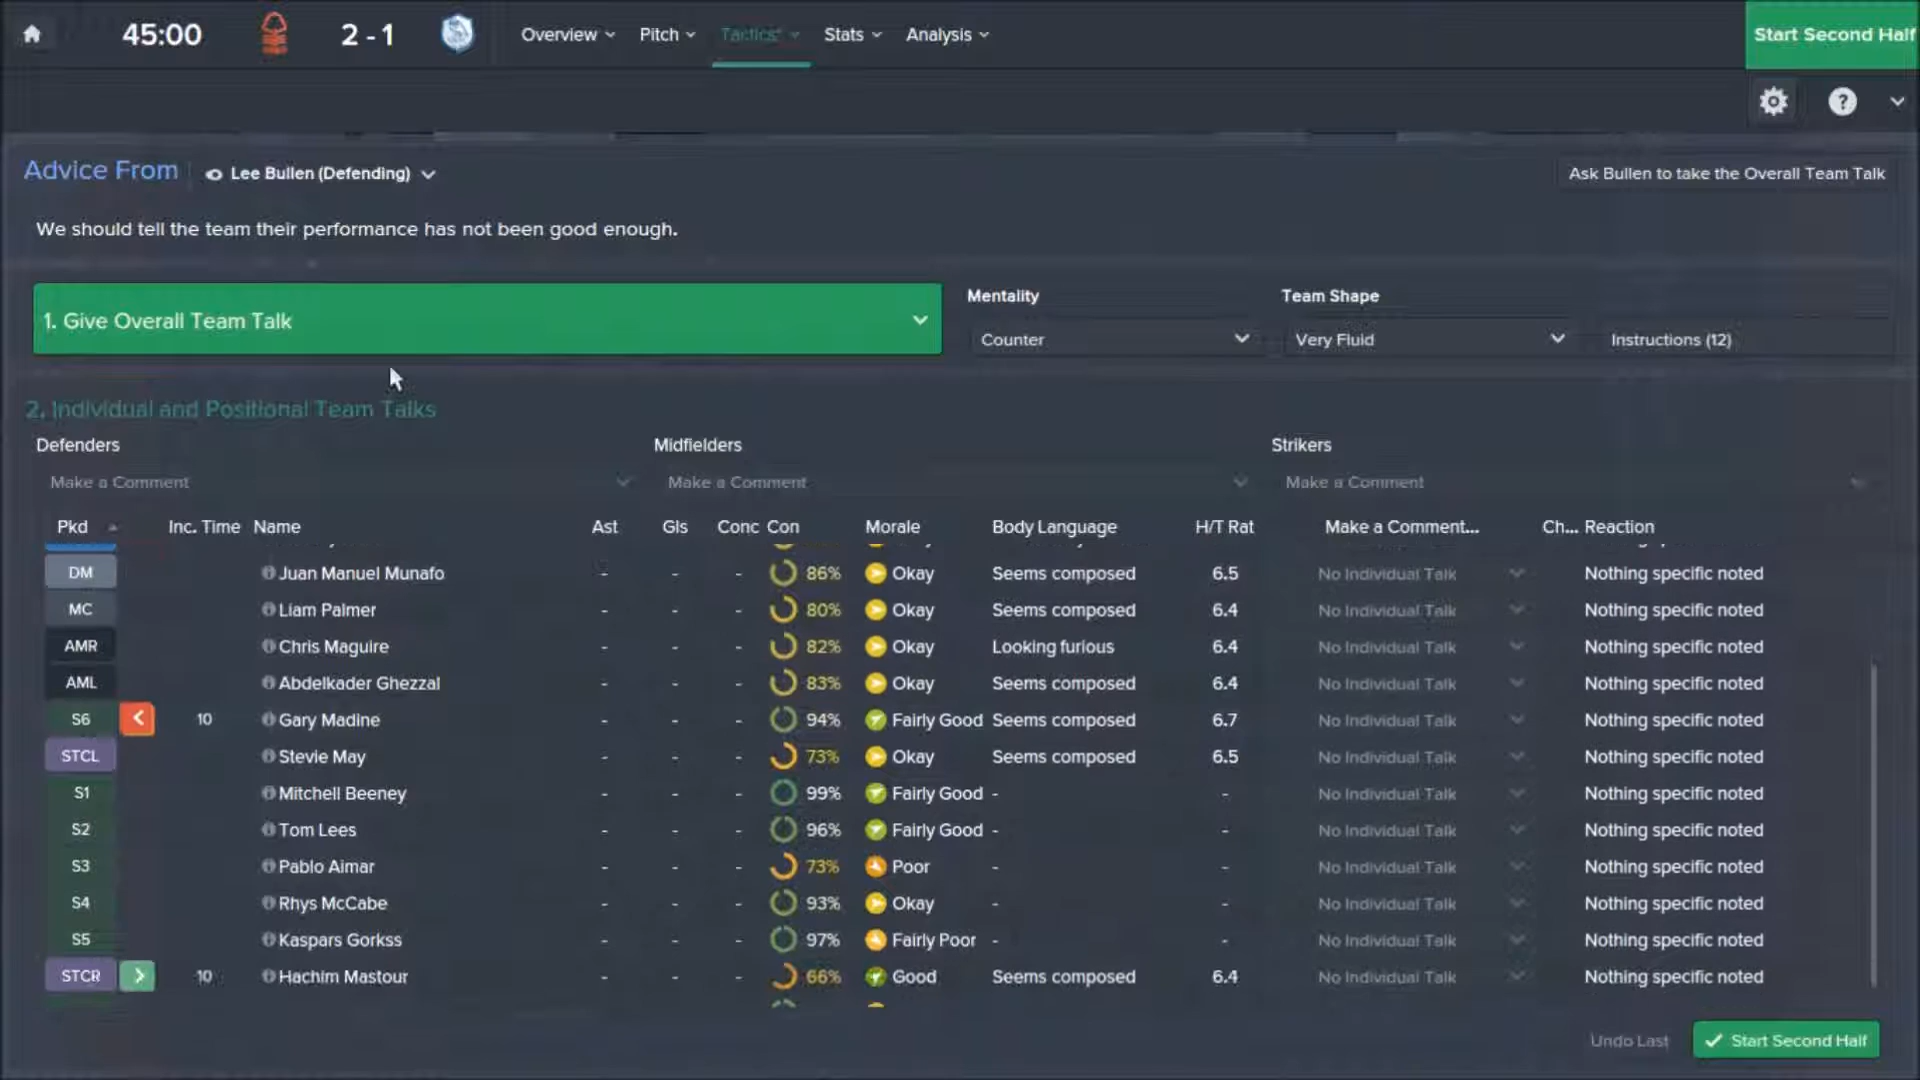 45:00 2 - 1 Overview Pitch Tactics* Stats Analysis Start Second Half
?
Advice From Lee Bullen (Defending) Ask Bullen to take the Overall Team Talk
We should tell the team their performance has not been good enough.
Mentality Team Shape
1. Give Overall Team Talk Counter Very Fluid Instructions (12)
2. Individual and Positional Team Talks
Defenders Midfielders Strikers
Make a Comment Make a Comment Make a Comment
Pkd Inc. Time Name Ast Gls Conc Con Morale Body Language H/T Rat Make a Comment... Ch... Reaction
DM Juan Manuel Munafo - - - 86% Okay Seems composed 6.5 No Individual Talk Nothing specific noted
MC Liam Palmer - - - 80% Okay Seems composed 6.4 No Individual Talk Nothing specific noted
AMR Chris Maguire - - - 82% Okay Looking furious 6.4 No Individual Talk Nothing specific noted
AML Abdelkader Ghezzal - - - 83% Okay Seems composed 6.4 No Individual Talk Nothing specific noted
S6 10 Gary Madine - - - 94% Fairly Good Seems composed 6.7 No Individual Talk Nothing specific noted
STCL Stevie May - - - 73% Okay Seems composed 6.5 No Individual Talk Nothing specific noted
S1 Mitchell Beeney - - - 99% Fairly Good - - No Individual Talk Nothing specific noted
S2 Tom Lees - - - 96% Fairly Good - - No Individual Talk Nothing specific noted
S3 Pablo Aimar - - - 73% Poor - - No Individual Talk Nothing specific noted
S4 Rhys McCabe - - - 93% Okay - - No Individual Talk Nothing specific noted
S5 Kaspars Gorkss - - - 97% Fairly Poor - - No Individual Talk Nothing specific noted
STCR 10 Hachim Mastour - - - 66% Good Seems composed 6.4 No Individual Talk Nothing specific noted
Undo Last Start Second Half